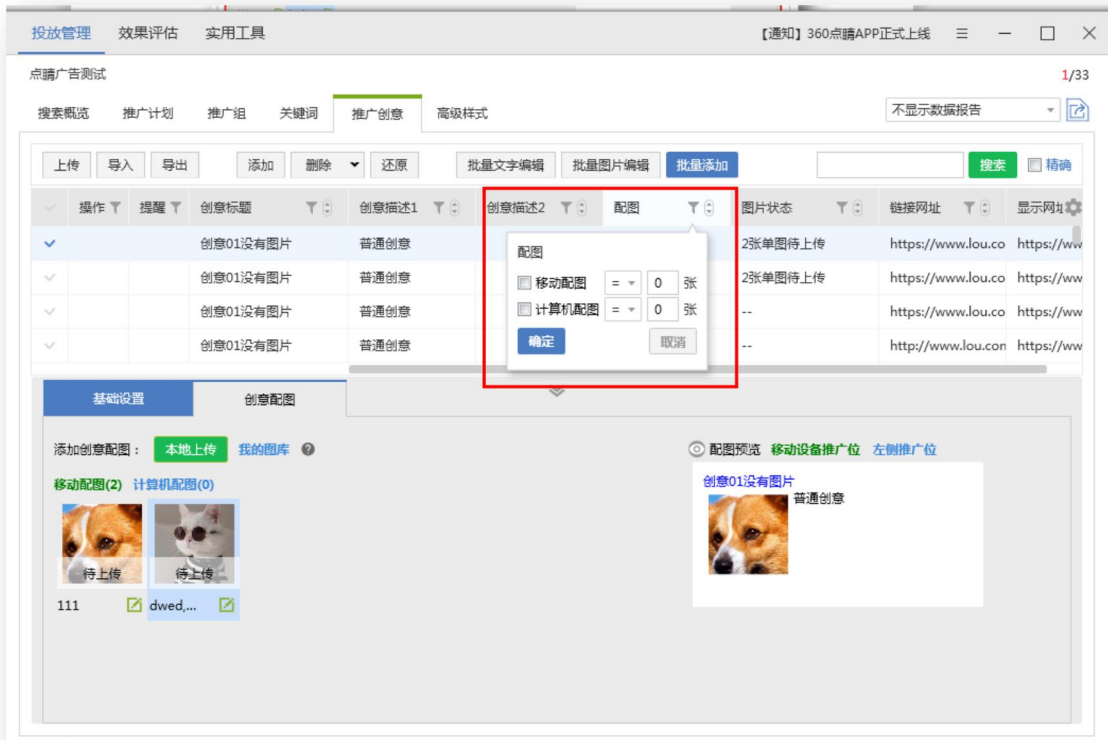 投放管理 效果评估 实用工具 【通知】360点睛APP正式上线
点睛广告测试 1/33
搜索概览 推广计划 推广组 关键词 推广创意 高级样式 不显示数据报告
上传 导入 导出 添加 删除 还原 批量文字编辑 批量图片编辑 批量添加 搜索 精确
操作 提醒 创意标题 创意描述1 创意描述2 配图 图片状态 链接网址 显示网址
创意01没有图片 普通创意 2张单图待上传 https://www.lou.co https://ww
创意01没有图片 普通创意 2张单图待上传 https://www.lou.co https://ww
创意01没有图片 普通创意 -- https://www.lou.co https://ww
创意01没有图片 普通创意 -- http://www.lou.con https://ww
配图
移动配图 = 0 张
计算机配图 = 0 张
确定 取消
基础设置 创意配图
添加创意配图： 本地上传 我的图库 ?
配图预览 移动设备推广位 左侧推广位
移动配图(2) 计算机配图(0)
创意01没有图片
普通创意
待上传 待上传
111 dwed,...